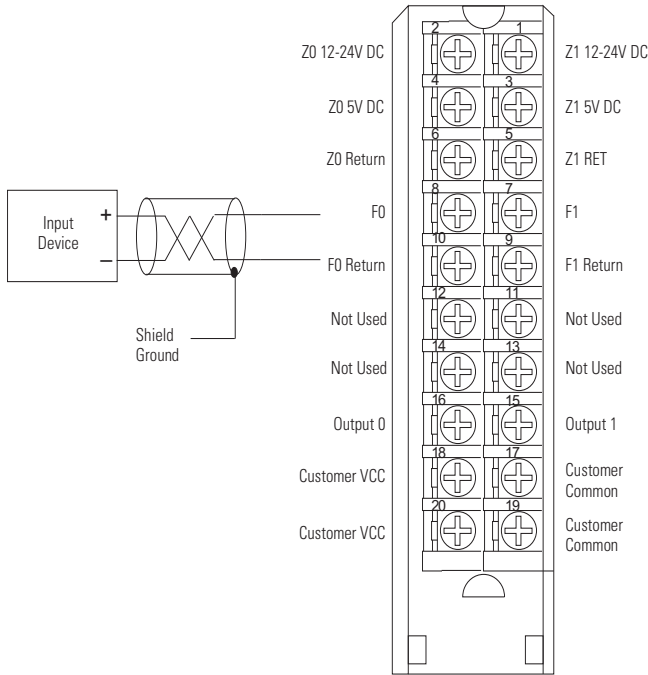 2 1
Z0 12-24V DC Z1 12-24V DC
4 3
Z0 5V DC Z1 5V DC
6 5
Z0 Return Z1 RET
8 7
Input
Device
+
–
F0 F1
10 9
F0 Return F1 Return
12 11
Shield
Ground
Not Used Not Used
14 13
Not Used Not Used
16 15
Output 0 Output 1
18 17
Customer VCC Customer
Common
20 19
Customer VCC Customer
Common